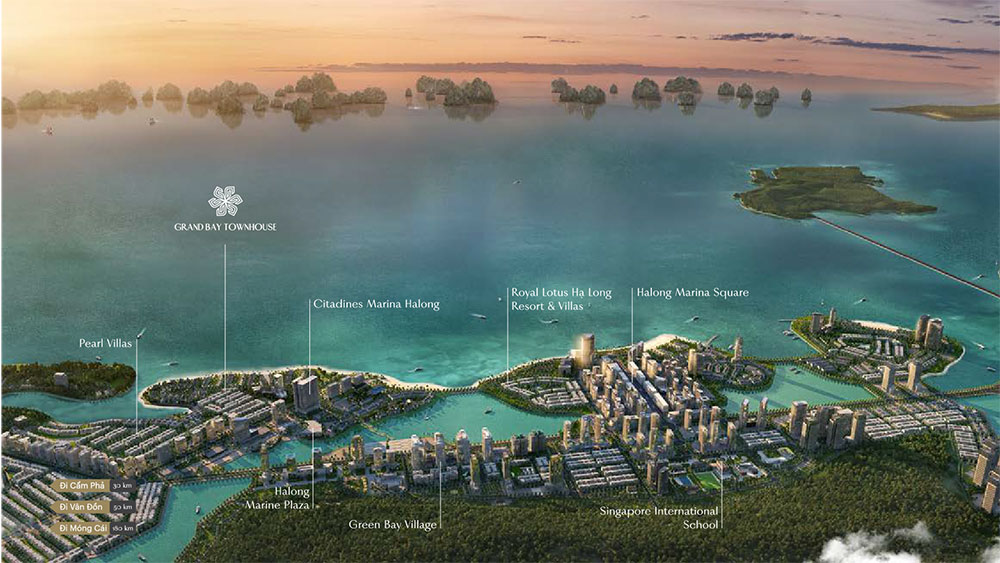 GRAND BAY TOWNHOUSE
Royal Lotus Hạ Long
Resort & Villas
Halong Marina Square
Citadines Marina Halong
Pearl Villas
Đi Cẩm Phả 30 km
Đi Vân Đồn 50 km
Đi Móng Cái 180 km
Halong
Marine Plaza
Green Bay Village
Singapore International
School